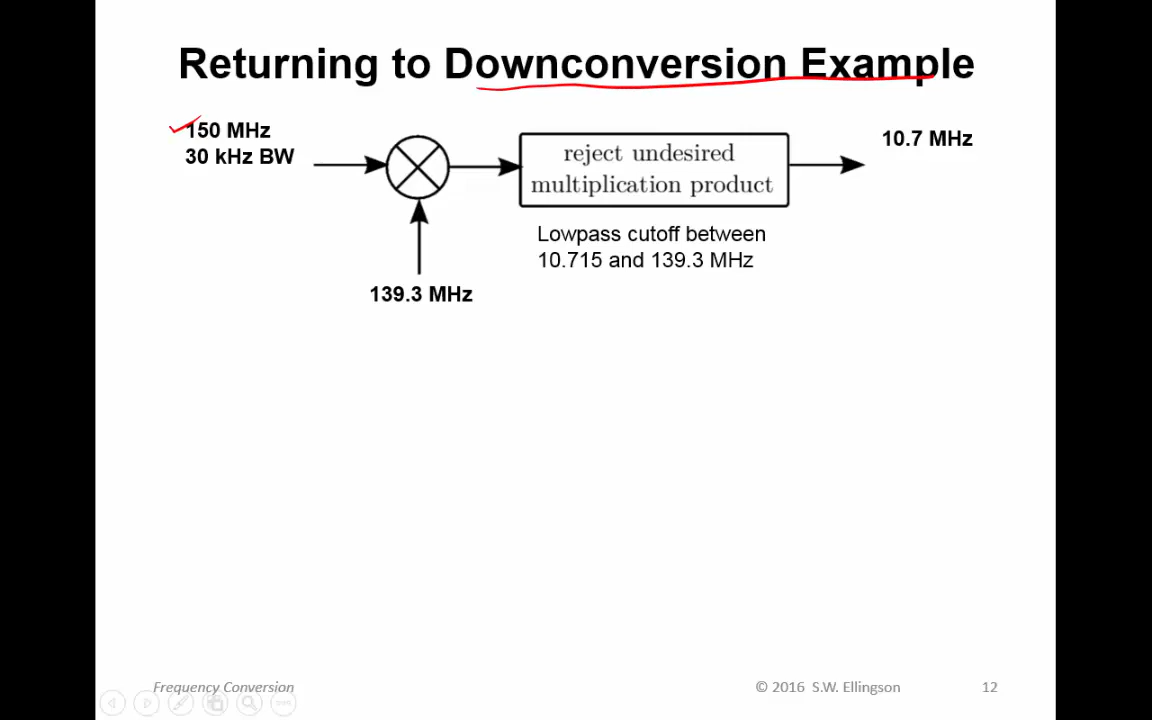 Returning to Downconversion Example
150 MHz
30 kHz BW
10.7 MHz
reject undesired
multiplication product
Lowpass cutoff between
10.715 and 139.3 MHz
139.3 MHz
Frequency Conversion
© 2016 S.W. Ellingson
12